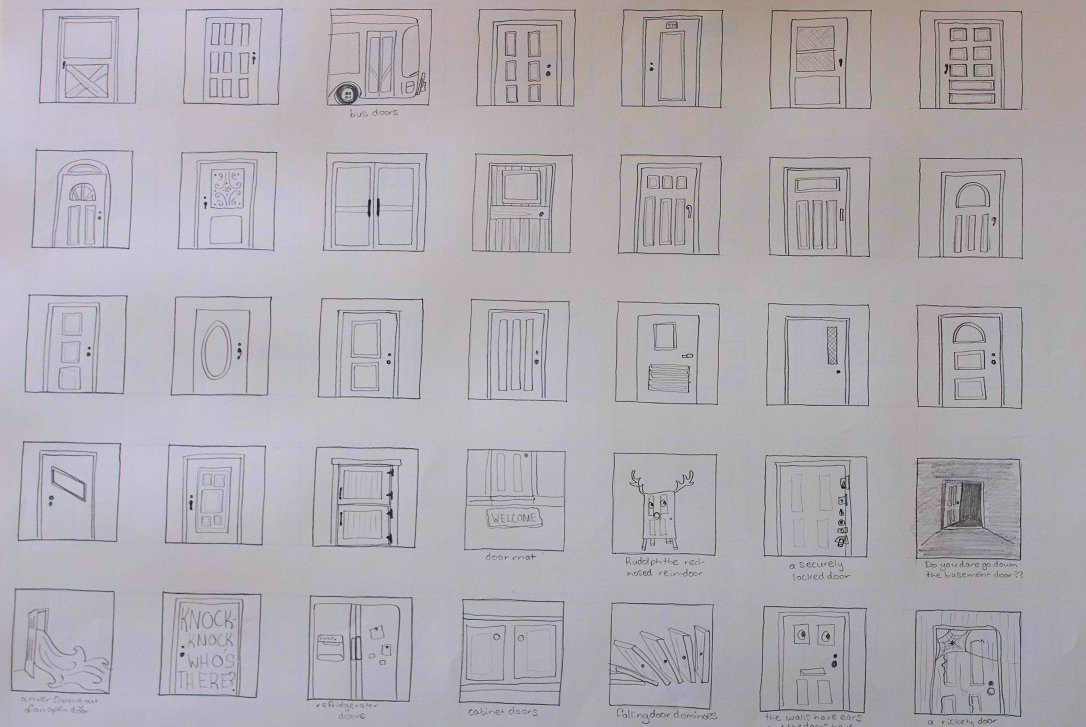 bus doors
WELCOME
door mat
Rudolph the red-
nosed rein-door
a securely
locked door
Do you dare go down
the basement door??
a river flowing out
of an open door
KNOCK-
KNOCK
WHO'S
THERE?
refridgerator
doors
cabinet doors
falling door dominoes
the walls have ears
a rickety door